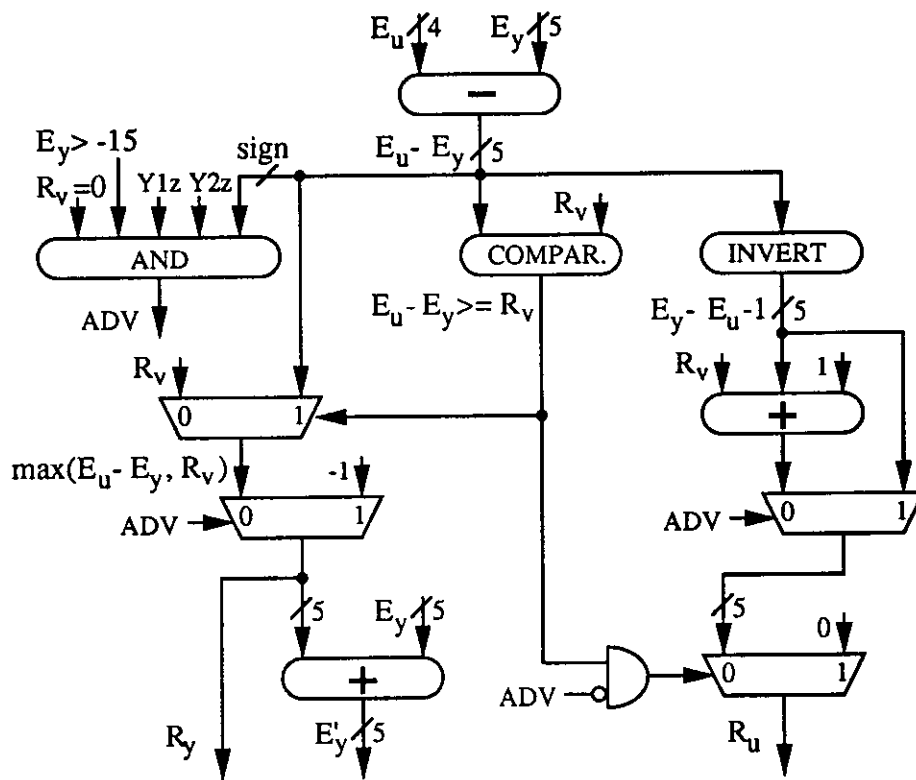 E_u 4 E_y 5
−
E_y > -15
sign
E_u - E_y 5
R_v =0
Y1z Y2z
R_v
AND
COMPAR.
INVERT
ADV
E_u - E_y >= R_v
E_y - E_u -1 5
R_v
R_v
1
0 1
+
max(E_u - E_y , R_v)
-1
ADV
0 1
ADV
0 1
5
E_y 5
5
0
+
ADV
0 1
R_y
E'_y 5
R_u